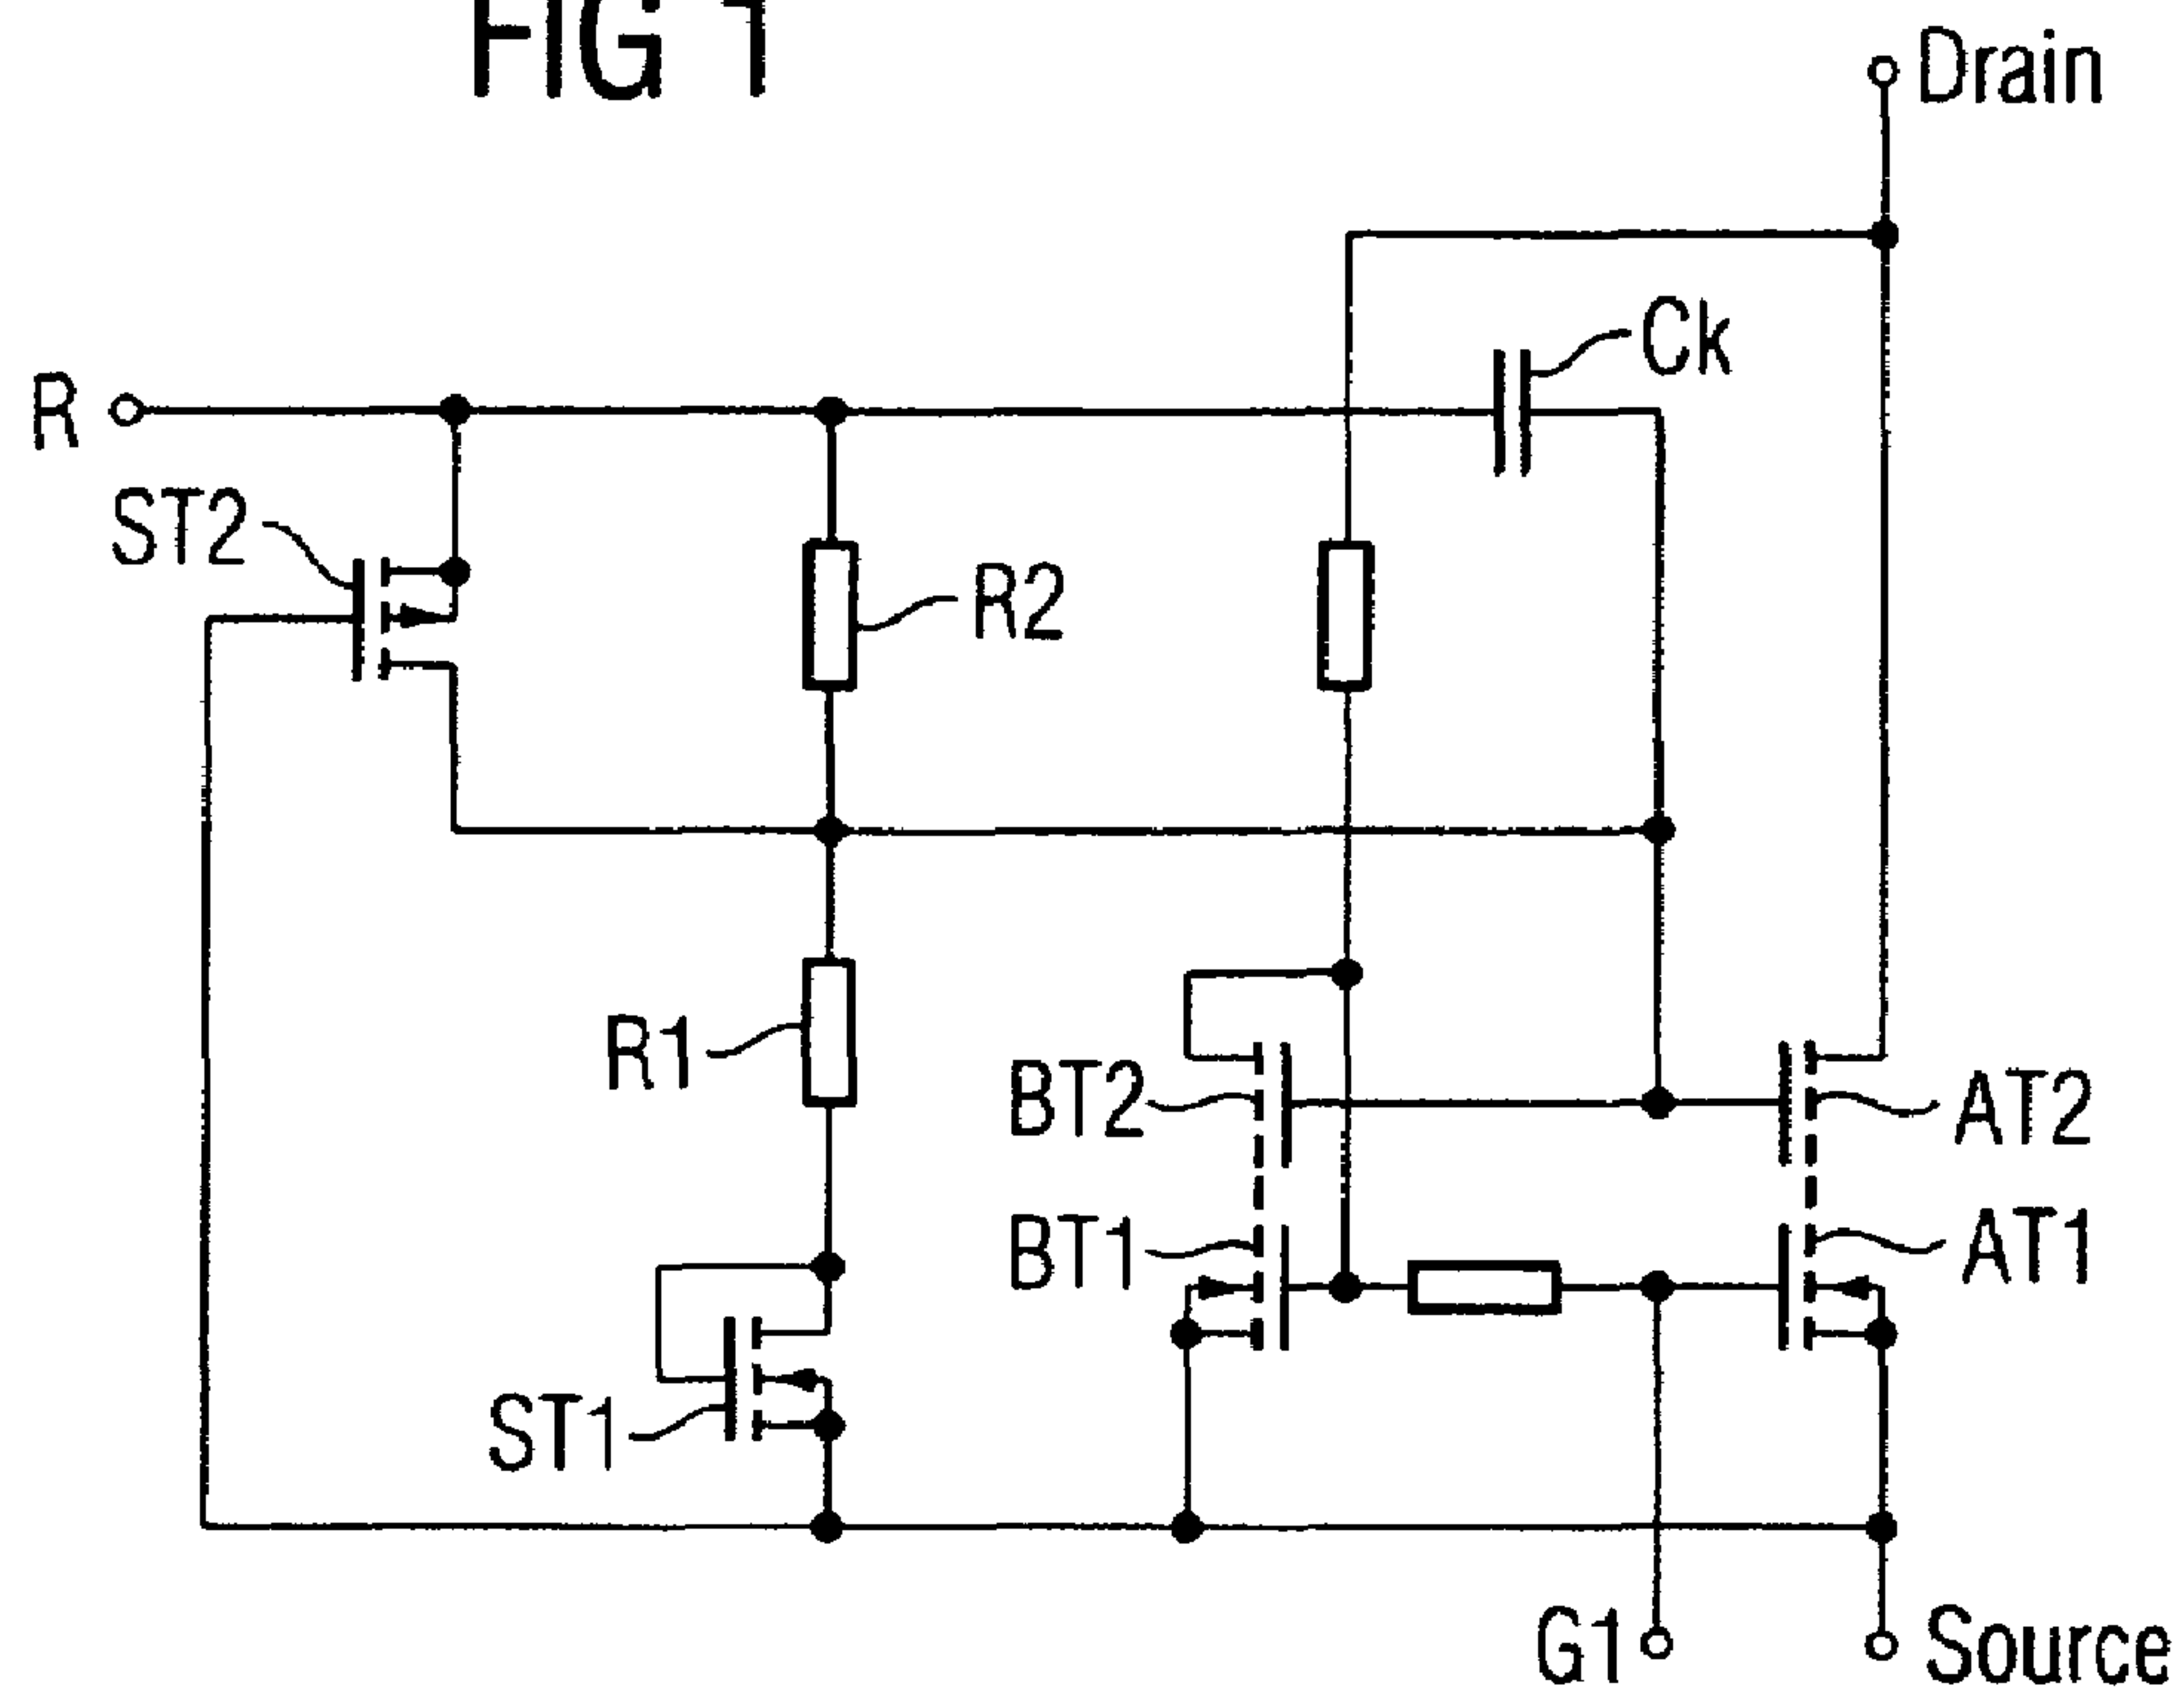 FIG 1
Drain
Ck
R
ST2
R2
R1
BT2
AT2
BT1
AT1
ST1
G1
Source